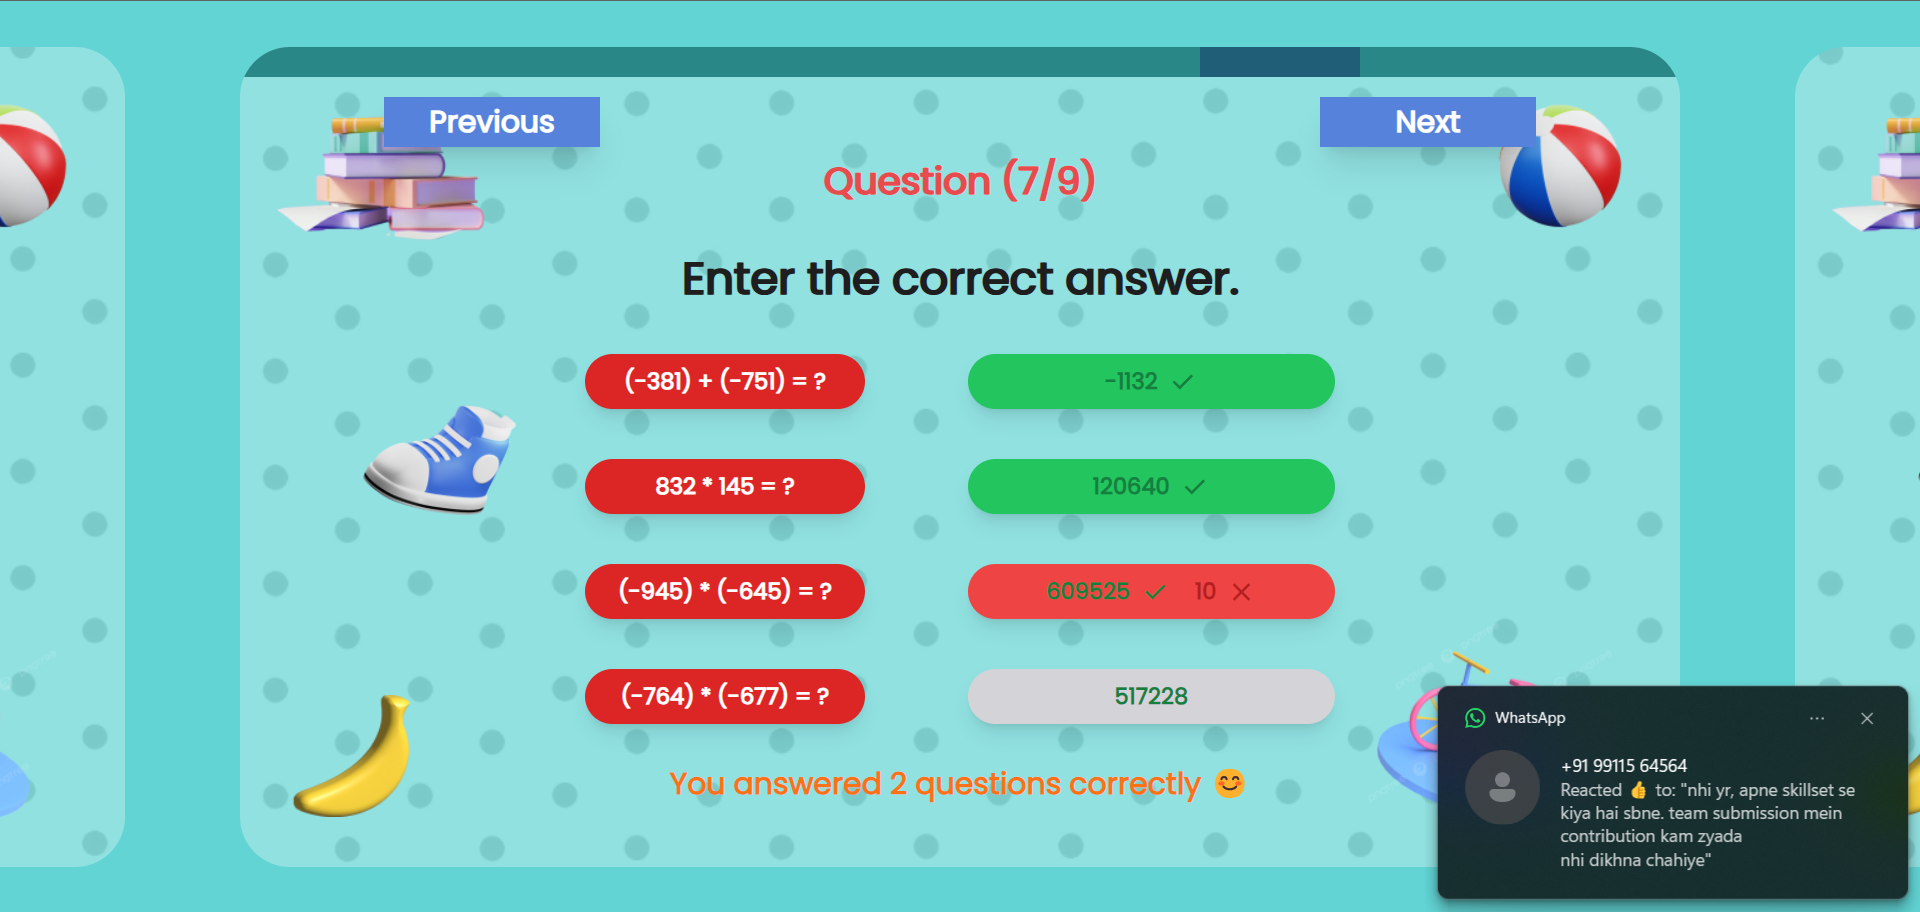 Previous
Next
Question (7/9)
Enter the correct answer.
(-381) + (-751) = ?
-1132 ✓
832 * 145 = ?
120640 ✓
(-945) * (-645) = ?
609525 ✓ 10 ✕
(-764) * (-677) = ?
517228
You answered 2 questions correctly 😊
WhatsApp
+91 99115 64564
Reacted 👍 to: "nhi yr, apne skillset se
kiya hai sbne. team submission mein
contribution kam zyada
nhi dikhna chahiye"